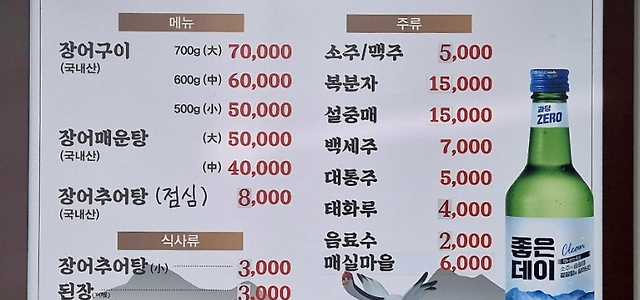 메뉴
장어구이 700g (大) 70,000
(국내산)
600g (中) 60,000
500g (小) 50,000
장어매운탕 (大) 50,000
(국내산)
(中) 40,000
장어추어탕 (점심) 8,000
(국내산)
식사류
장어추어탕 (小) 3,000
된장 3,000
주류
소주/맥주 5,000
복분자 15,000
설중매 15,000
백세주 7,000
대통주 5,000
태화루 4,000
음료수 2,000
매실마을 6,000
과당
ZERO
좋은
데이
Clean